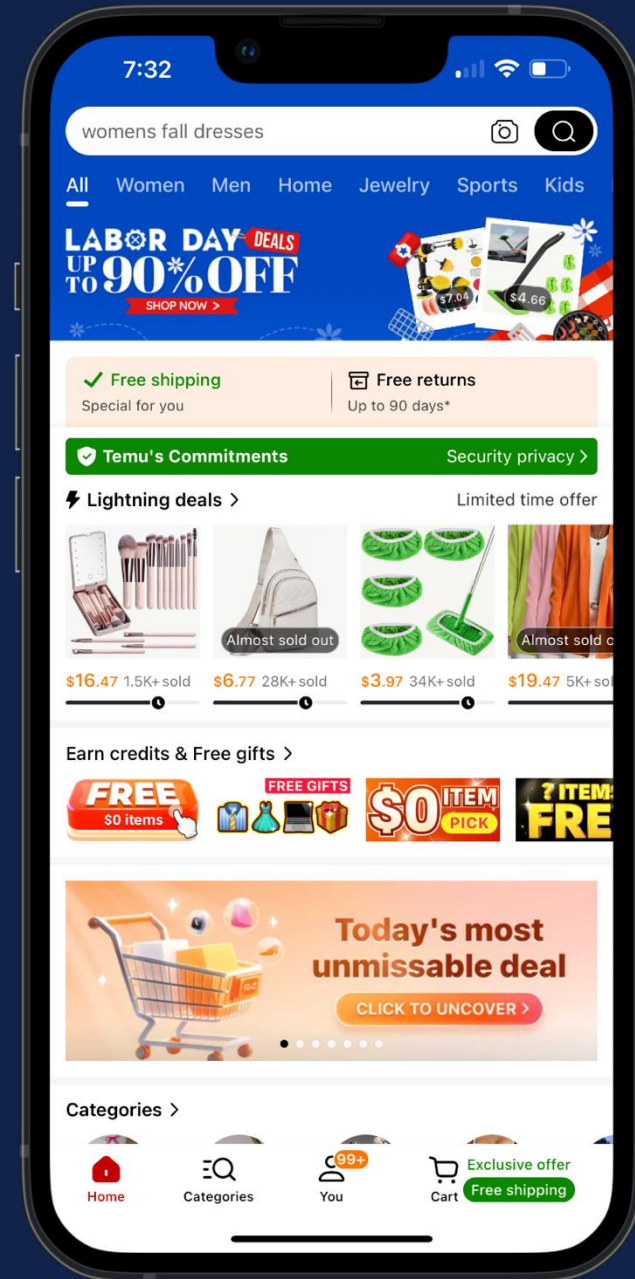 7:32
womens fall dresses
All Women Men Home Jewelry Sports Kids
LABOR DAY DEALS
UP TO 90% OFF
SHOP NOW >
$7.04
$4.66
Free shipping
Special for you
Free returns
Up to 90 days*
Temu's Commitments
Security privacy >
Lightning deals >
Limited time offer
Almost sold out
Almost sold o
$16.47 1.5K+ sold
$6.77 28K+ sold
$3.97 34K+ sold
$19.47 5K+ sol
Earn credits & Free gifts >
FREE
$0 items
FREE GIFTS
$0 ITEM
PICK
? ITEM
FRE
Today's most
unmissable deal
CLICK TO UNCOVER >
Categories >
99+
Exclusive offer
Free shipping
Home
Categories
You
Cart